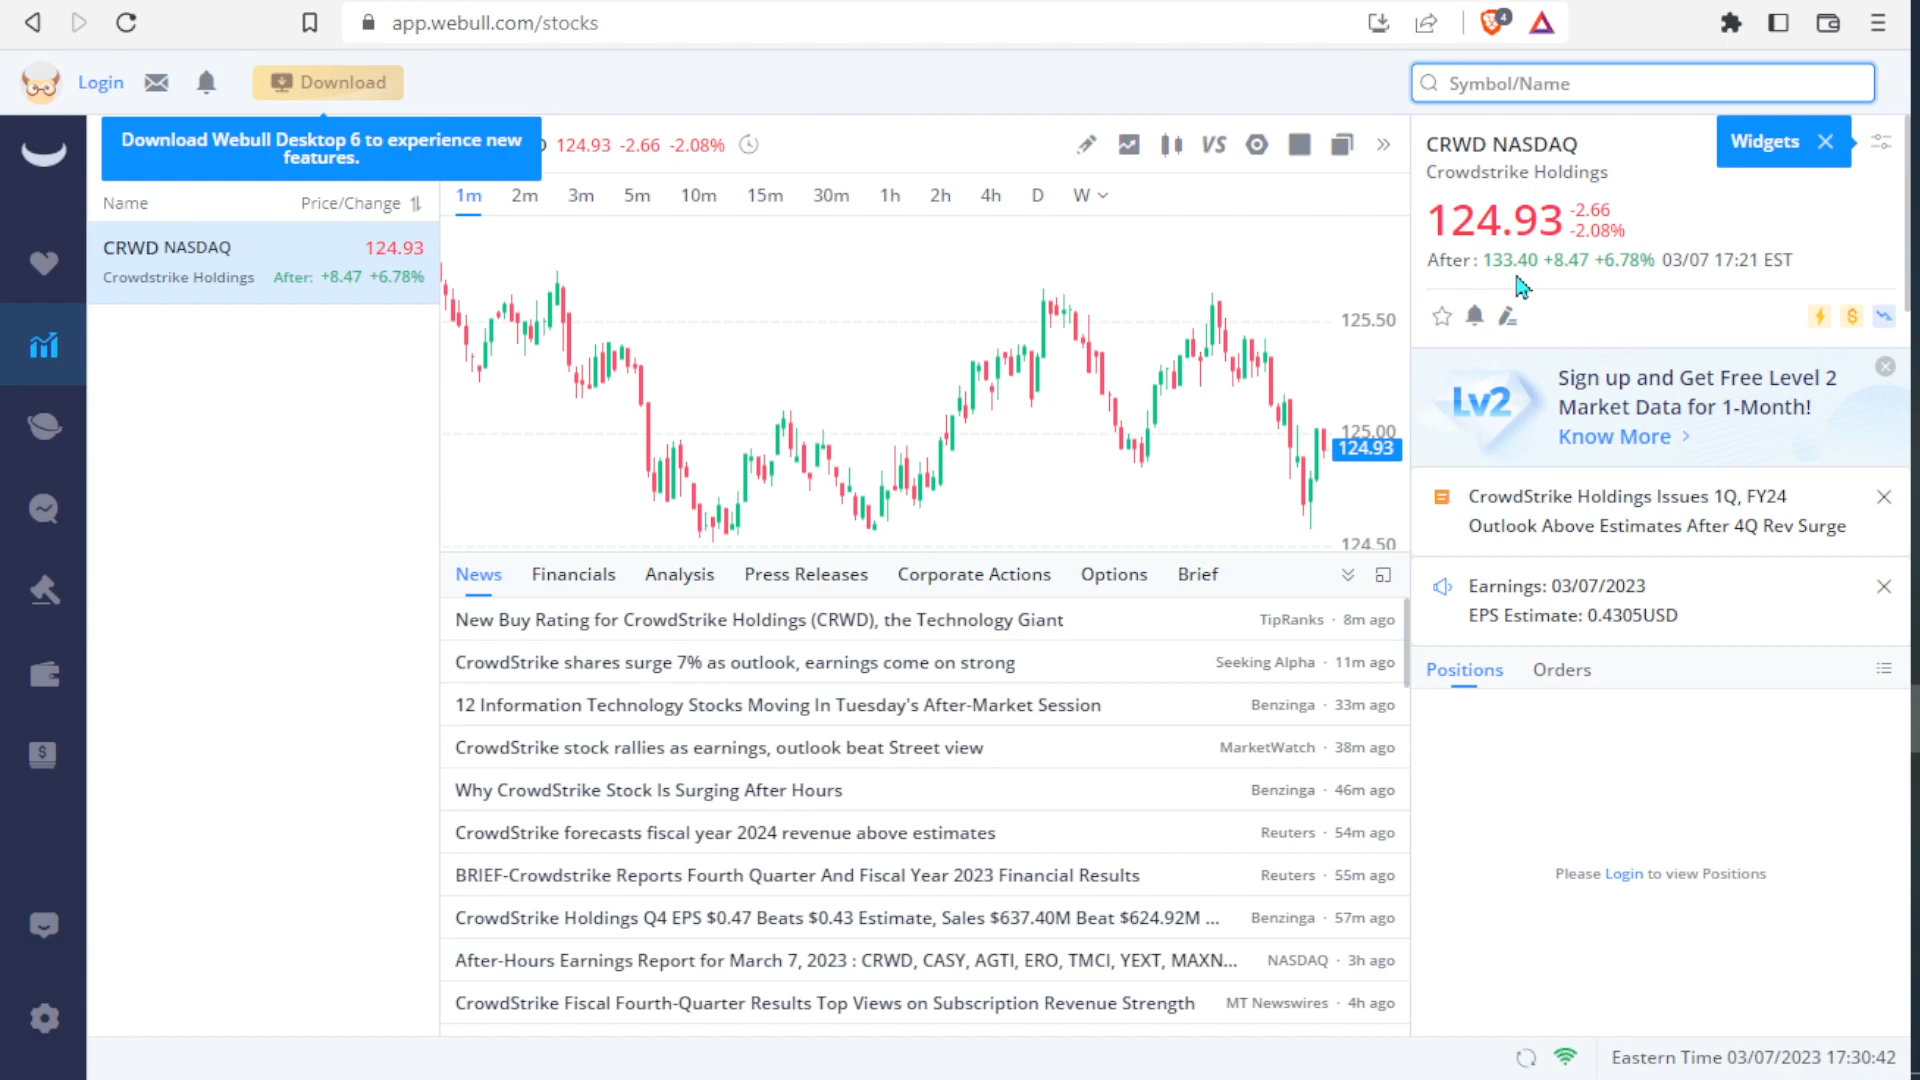 app.webull.com/stocks
4
Login
Download
Symbol/Name
Download Webull Desktop 6 to experience new
features.
124.93 -2.66 -2.08%
VS
Name
Price/Change
CRWD NASDAQ
124.93
Crowdstrike Holdings
After: +8.47 +6.78%
1m
2m
3m
5m
10m
15m
30m
1h
2h
4h
D
W
125.50
125.00
124.93
124.50
CRWD NASDAQ
Widgets
Crowdstrike Holdings
124.93
-2.66
-2.08%
After : 133.40 +8.47 +6.78% 03/07 17:21 EST
Lv2
Sign up and Get Free Level 2
Market Data for 1-Month!
Know More >
CrowdStrike Holdings Issues 1Q, FY24
Outlook Above Estimates After 4Q Rev Surge
Earnings: 03/07/2023
EPS Estimate: 0.4305USD
Positions
Orders
Please Login to view Positions
News
Financials
Analysis
Press Releases
Corporate Actions
Options
Brief
New Buy Rating for CrowdStrike Holdings (CRWD), the Technology Giant
TipRanks · 8m ago
CrowdStrike shares surge 7% as outlook, earnings come on strong
Seeking Alpha · 11m ago
12 Information Technology Stocks Moving In Tuesday's After-Market Session
Benzinga · 33m ago
CrowdStrike stock rallies as earnings, outlook beat Street view
MarketWatch · 38m ago
Why CrowdStrike Stock Is Surging After Hours
Benzinga · 46m ago
CrowdStrike forecasts fiscal year 2024 revenue above estimates
Reuters · 54m ago
BRIEF-Crowdstrike Reports Fourth Quarter And Fiscal Year 2023 Financial Results
Reuters · 55m ago
CrowdStrike Holdings Q4 EPS $0.47 Beats $0.43 Estimate, Sales $637.40M Beat $624.92M ...
Benzinga · 57m ago
After-Hours Earnings Report for March 7, 2023 : CRWD, CASY, AGTI, ERO, TMCI, YEXT, MAXN...
NASDAQ · 3h ago
CrowdStrike Fiscal Fourth-Quarter Results Top Views on Subscription Revenue Strength
MT Newswires · 4h ago
Eastern Time 03/07/2023 17:30:42